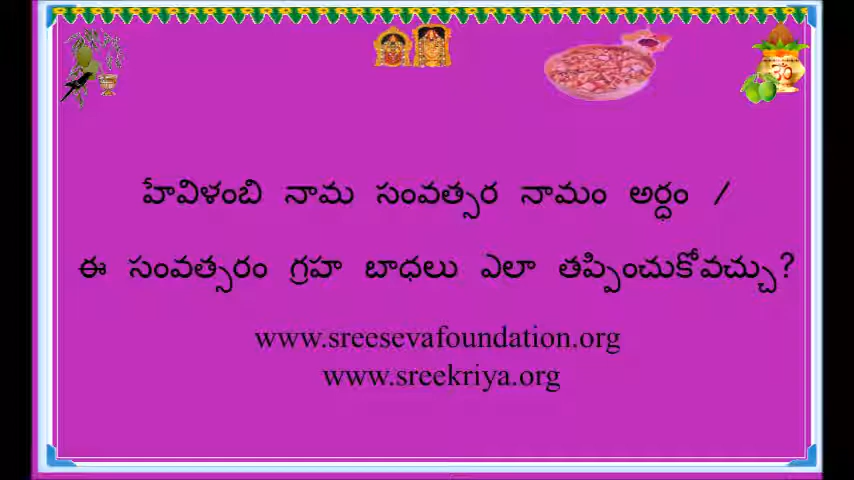 హేవిళంబి నామ సంవత్సర నామం అర్ధం /
ఈ సంవత్సరం గ్రహ బాధలు ఎలా తప్పించుకోవచ్చు?
www.sreesevafoundation.org
www.sreekriya.org